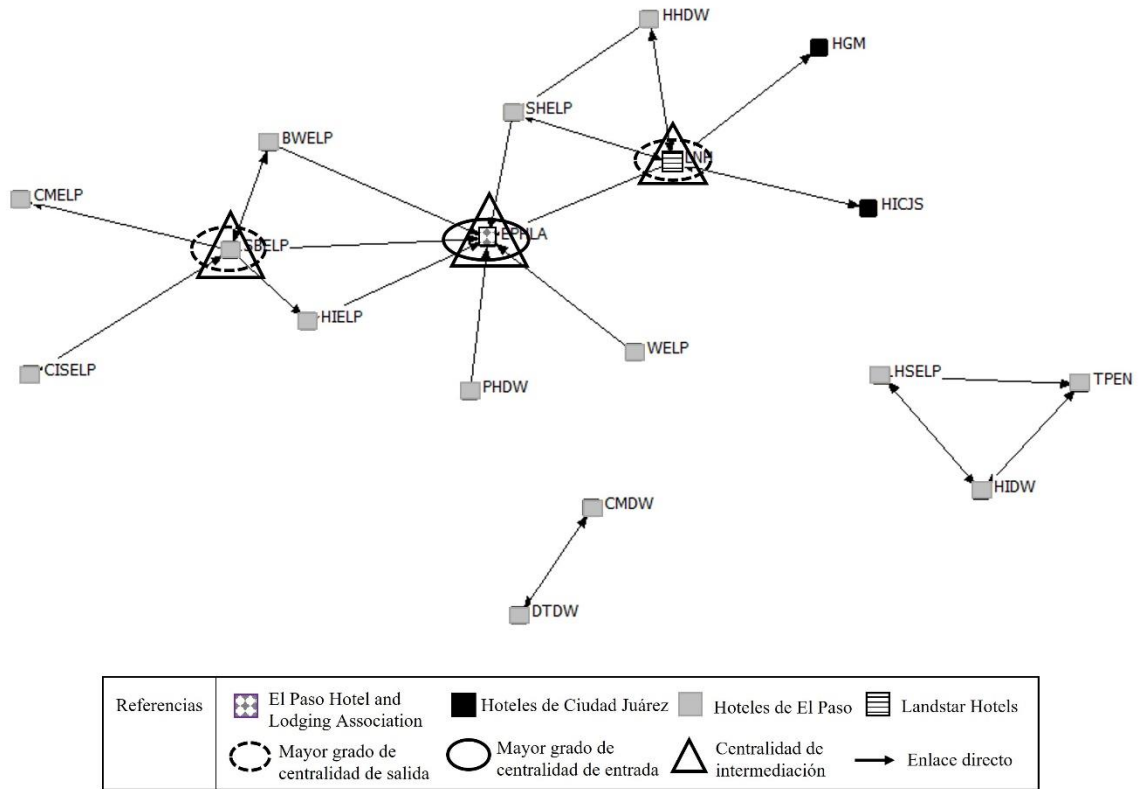 HHDW
HGM
SHELP
BWELP
LNH
CMELP
HICJS
EPHLA
SBELP
HIELP
WELP
CISELP
PHDW
HSELP
TPEN
HIDW
CMDW
DTDW
Referencias
El Paso Hotel and
Lodging Association
Hoteles de Ciudad Juárez
Hoteles de El Paso
Landstar Hotels
Mayor grado de
centralidad de salida
Mayor grado de
centralidad de entrada
Centralidad de
intermediación
Enlace directo